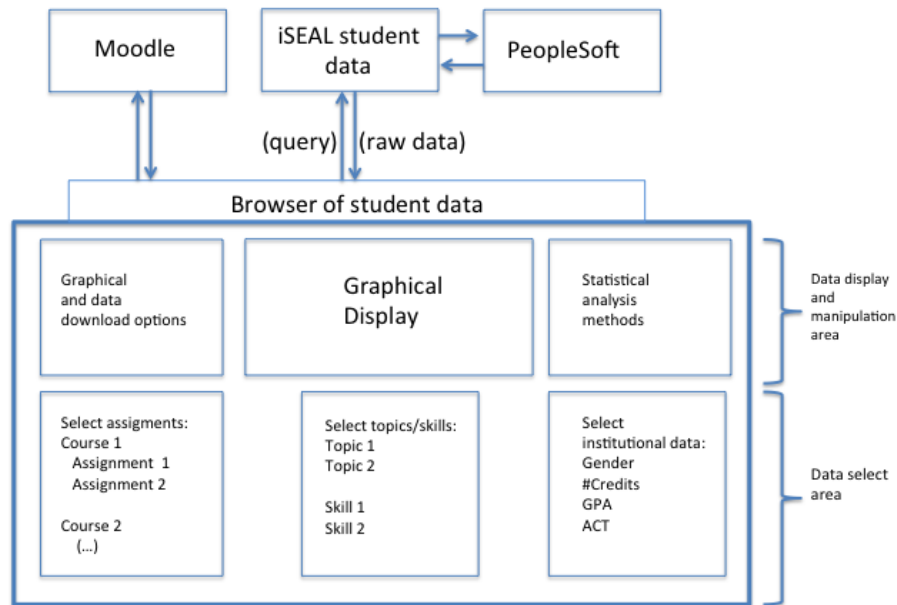 Moodle
iSEAL student
data
PeopleSoft
(query)
(raw data)
Browser of student data
Graphical
and data
download options
Graphical
Display
Statistical
analysis
methods
Data display
and
manipulation
area
Select assigments:
Course 1
Assignment 1
Assignment 2
Course 2
(...)
Select topics/skills:
Topic 1
Topic 2
Skill 1
Skill 2
Select
institutional data:
Gender
#Credits
GPA
ACT
Data select
area